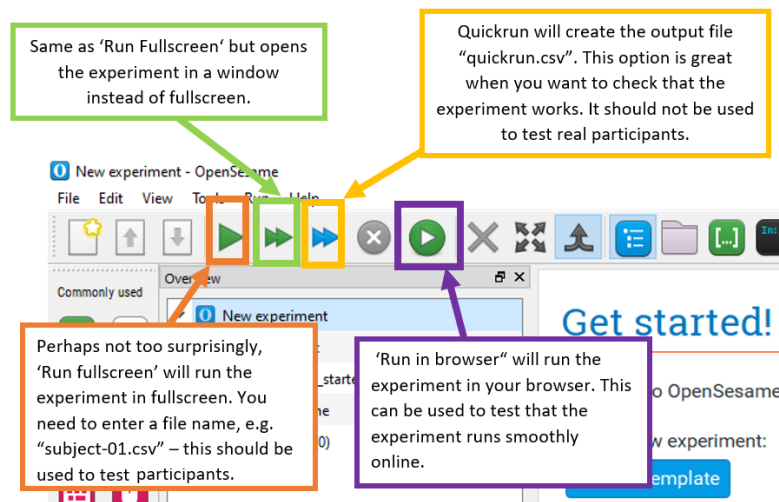 Same as ‘Run Fullscreen‘ but opens
the experiment in a window
instead of fullscreen.
Quickrun will create the output file
“quickrun.csv”. This option is great
when you want to check that the
experiment works. It should not be used
to test real participants.
New experiment - OpenSesame
File Edit View Tools Run Help
[...]
In:
Commonly used
Overview
New experiment
Get started!
Perhaps not too surprisingly,
‘Run fullscreen’ will run the
experiment in fullscreen. You
need to enter a file name, e.g.
“subject-01.csv” – this should be
used to test participants.
‘Run in browser“ will run the
experiment in your browser. This
can be used to test that the
experiment runs smoothly
online.
o OpenSesame
experiment: